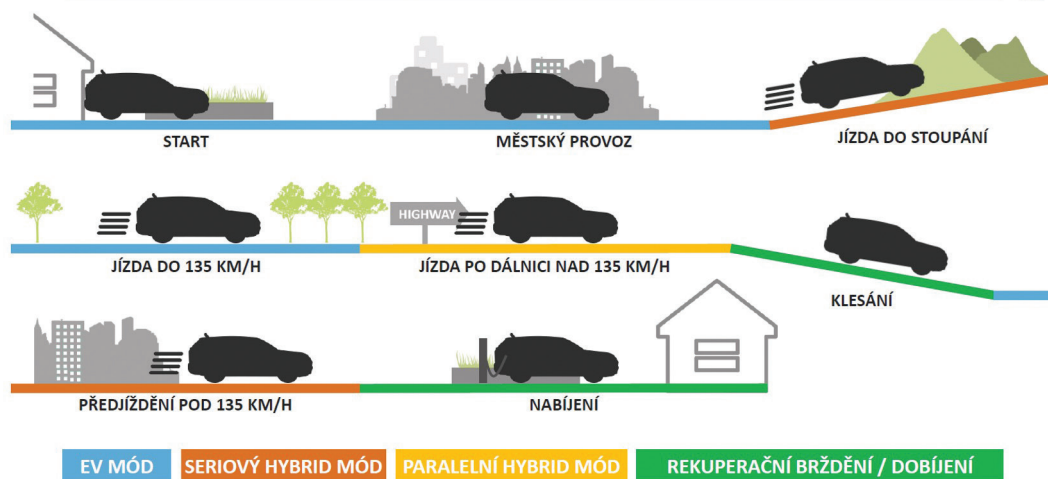 START
MĚSTSKÝ PROVOZ
JÍZDA DO STOUPÁNÍ
HIGHWAY
JÍZDA DO 135 KM/H
JÍZDA PO DÁLNICI NAD 135 KM/H
KLESÁNÍ
PŘEDJÍŽDĚNÍ POD 135 KM/H
NABÍJENÍ
EV MÓD
SERIOVÝ HYBRID MÓD
PARALELNÍ HYBRID MÓD
REKUPERAČNÍ BRŽDĚNÍ / DOBÍJENÍ